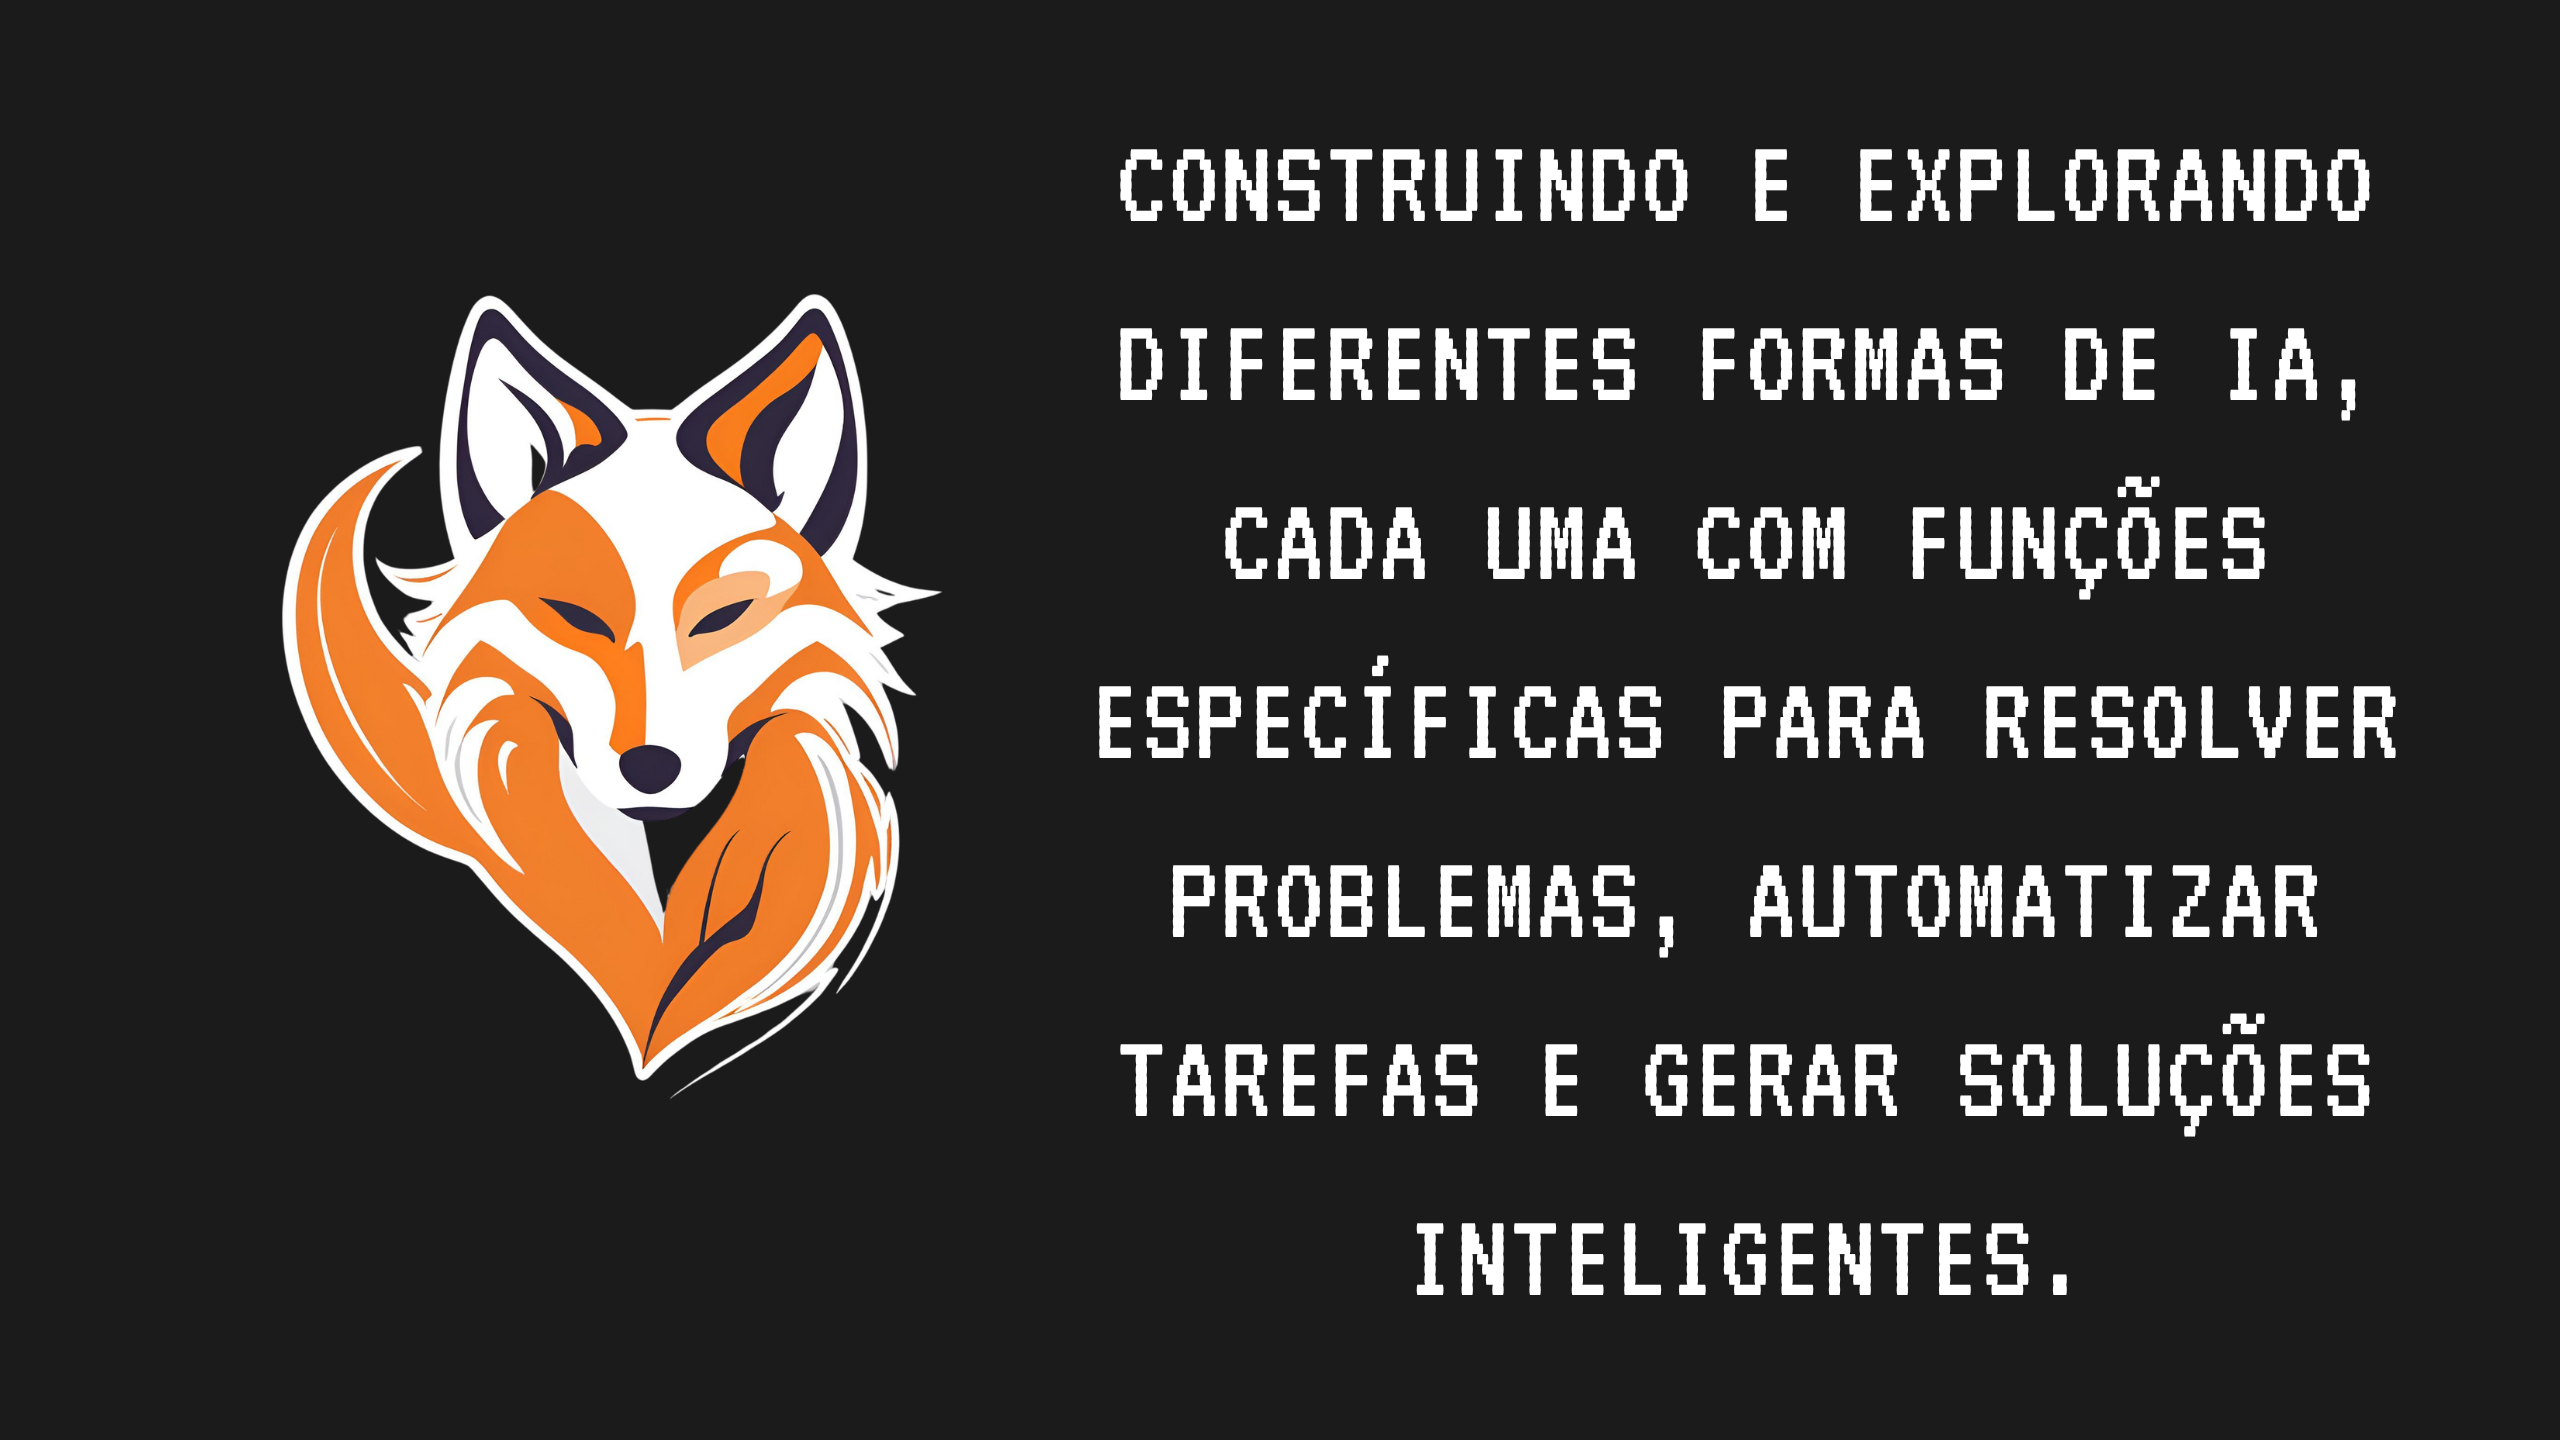 CONSTRUINDO E EXPLORANDO
DIFERENTES FORMAS DE IA,
CADA UMA COM FUNÇÕES
ESPECÍFICAS PARA RESOLVER
PROBLEMAS, AUTOMATIZAR
TAREFAS E GERAR SOLUÇÕES
INTELIGENTES.